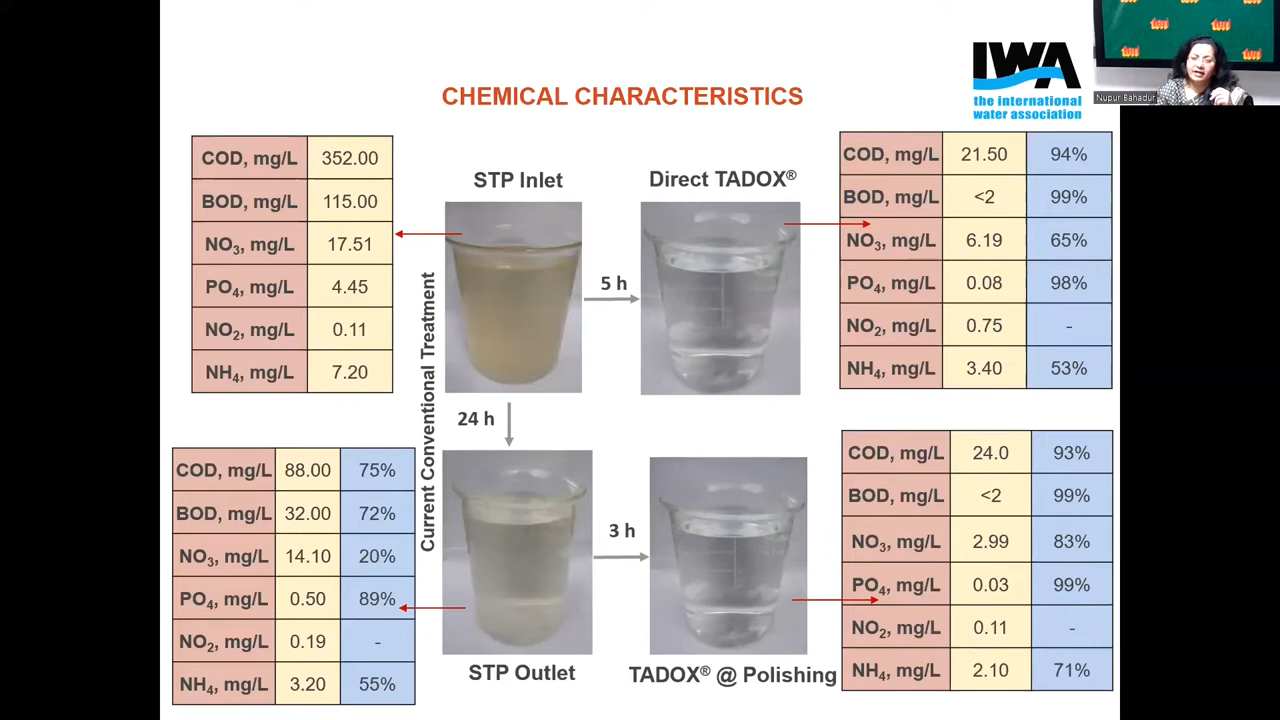 IWA
the international
water association
Nupur Bahadur
CHEMICAL CHARACTERISTICS
COD, mg/L 352.00
BOD, mg/L 115.00
NO3, mg/L 17.51
PO4, mg/L 4.45
NO2, mg/L 0.11
NH4, mg/L 7.20
STP Inlet
5 h
Direct TADOX®
COD, mg/L 21.50 94%
BOD, mg/L <2 99%
NO3, mg/L 6.19 65%
PO4, mg/L 0.08 98%
NO2, mg/L 0.75 -
NH4, mg/L 3.40 53%
Current Conventional Treatment
24 h
COD, mg/L 88.00 75%
BOD, mg/L 32.00 72%
NO3, mg/L 14.10 20%
PO4, mg/L 0.50 89%
NO2, mg/L 0.19 -
NH4, mg/L 3.20 55%
STP Outlet
3 h
TADOX® @ Polishing
COD, mg/L 24.0 93%
BOD, mg/L <2 99%
NO3, mg/L 2.99 83%
PO4, mg/L 0.03 99%
NO2, mg/L 0.11 -
NH4, mg/L 2.10 71%